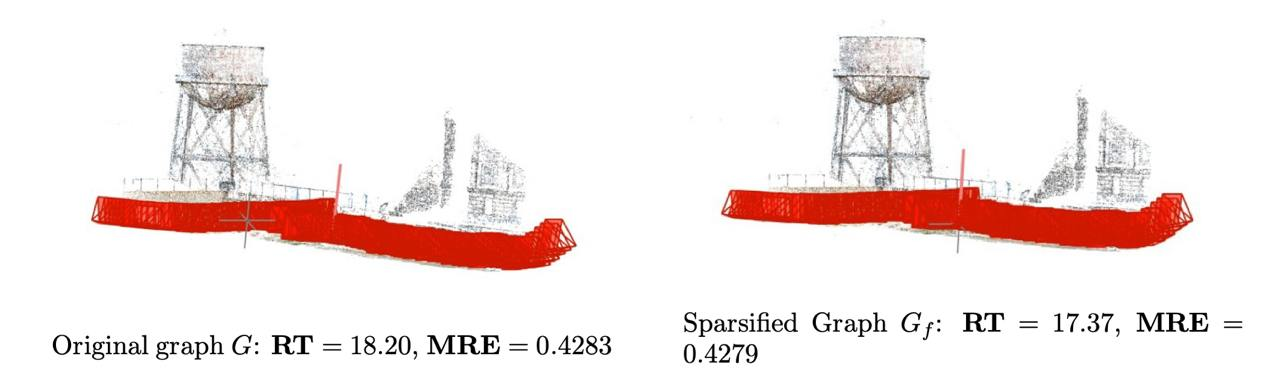 Original graph G: RT = 18.20, MRE = 0.4283
Sparsified Graph G_f: RT = 17.37, MRE =
0.4279